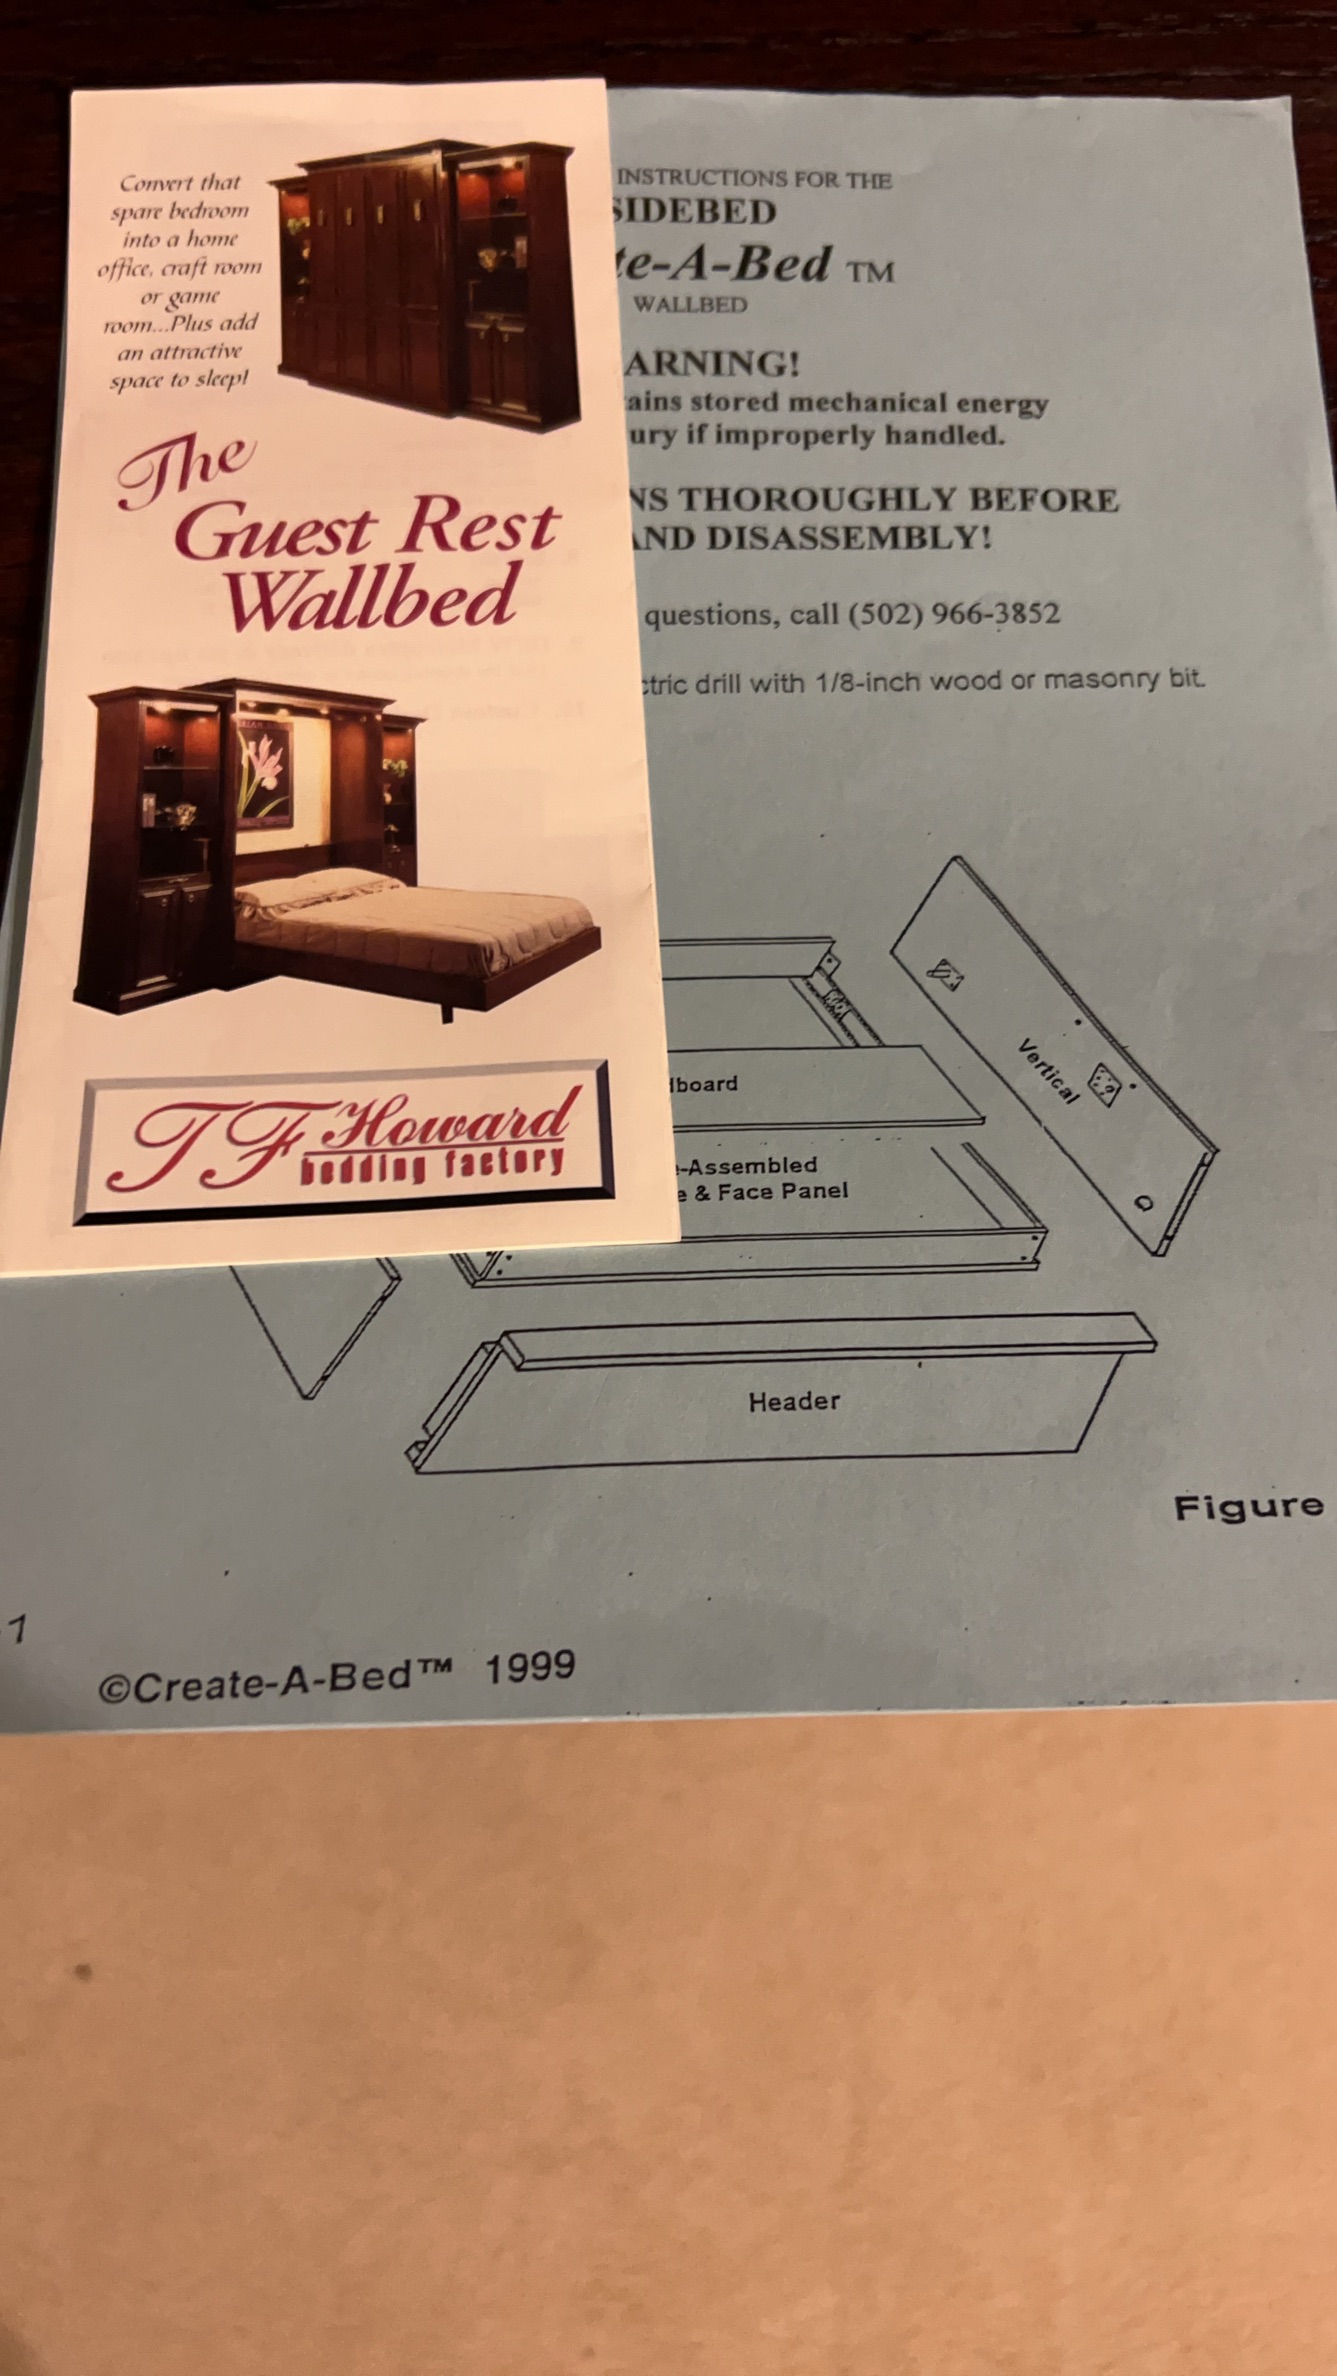 Convert that
spare bedroom
into a home
office, craft room
or game
room...Plus add
an attractive
space to sleep!
The
Guest Rest
Wallbed
TF Howard
bedding factory
INSTRUCTIONS FOR THE
SIDEBED
te-A-Bed TM
WALLBED
ARNING!
ains stored mechanical energy
ury if improperly handled.
NS THOROUGHLY BEFORE
AND DISASSEMBLY!
questions, call (502) 966-3852
ctric drill with 1/8-inch wood or masonry bit.
Vertical
dboard
e-Assembled
e & Face Panel
Header
Figure
1
©Create-A-Bed™ 1999